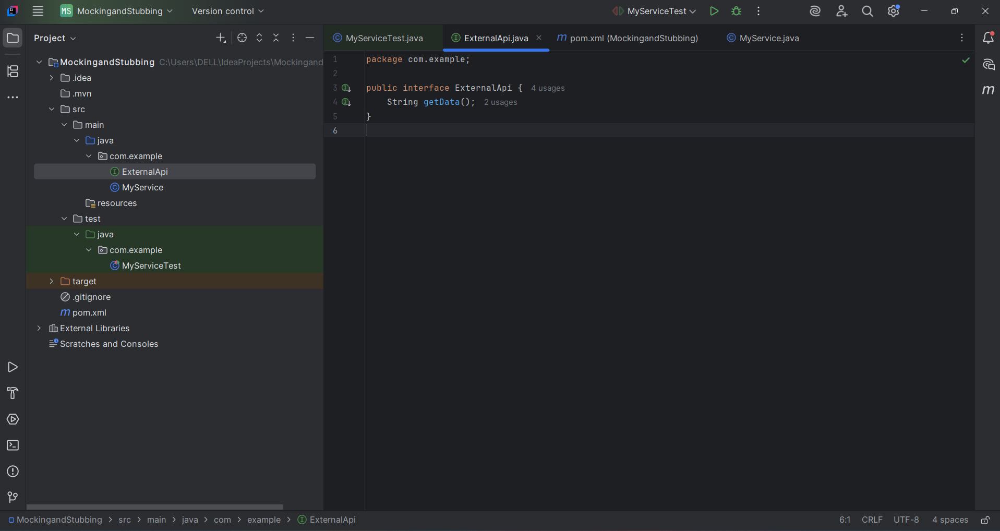 MS MockingandStubbing Version control MyServiceTest
Project
MyServiceTest.java ExternalApi.java pom.xml (MockingandStubbing) MyService.java
MockingandStubbing C:\Users\DELL\IdeaProjects\Mockingand
.idea
.mvn
src
main
java
com.example
ExternalApi
MyService
resources
test
java
com.example
MyServiceTest
target
.gitignore
pom.xml
External Libraries
Scratches and Consoles
1 package com.example;
2
3 public interface ExternalApi { 4 usages
4 String getData(); 2 usages
5 }
6
MockingandStubbing > src > main > java > com > example > ExternalApi
6:1 CRLF UTF-8 4 spaces